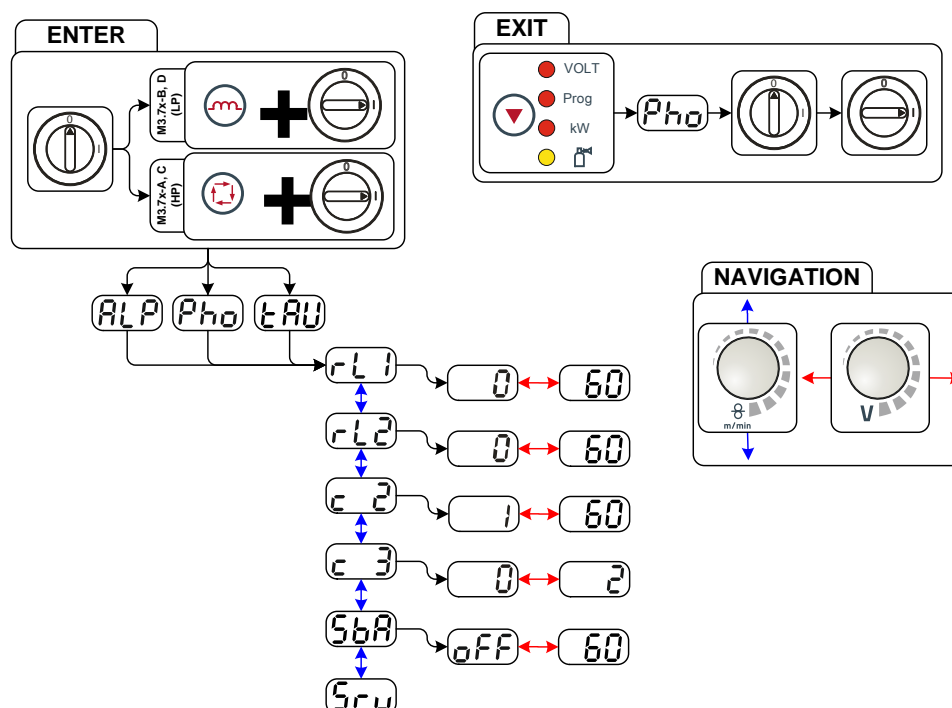 ENTER
M3.7x-B, D
(LP)
0
I
0
I
M3.7x-A, C
(HP)
0
I
EXIT
VOLT
Prog
kW
Pho
0
I
0
I
ALP Pho tAU
rL1 0 60
rL2 0 60
c 2 1 60
c 3 0 2
SbA oFF 60
Srv
NAVIGATION
m/min
V